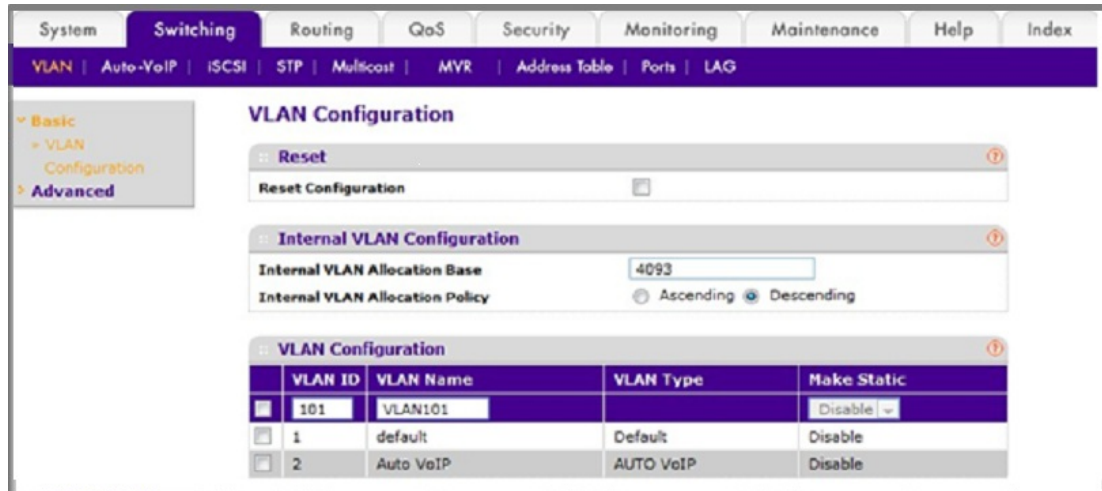 System Switching Routing QoS Security Monitoring Maintenance Help Index
VLAN | Auto-VoIP | iSCSI | STP | Multicast | MVR | Address Table | Ports | LAG
Basic
VLAN
Configuration
Advanced
VLAN Configuration
Reset
Reset Configuration
Internal VLAN Configuration
Internal VLAN Allocation Base 4093
Internal VLAN Allocation Policy Ascending Descending
VLAN Configuration
VLAN ID VLAN Name VLAN Type Make Static
101 VLAN101 Disable
1 default Default Disable
2 Auto VoIP AUTO VoIP Disable